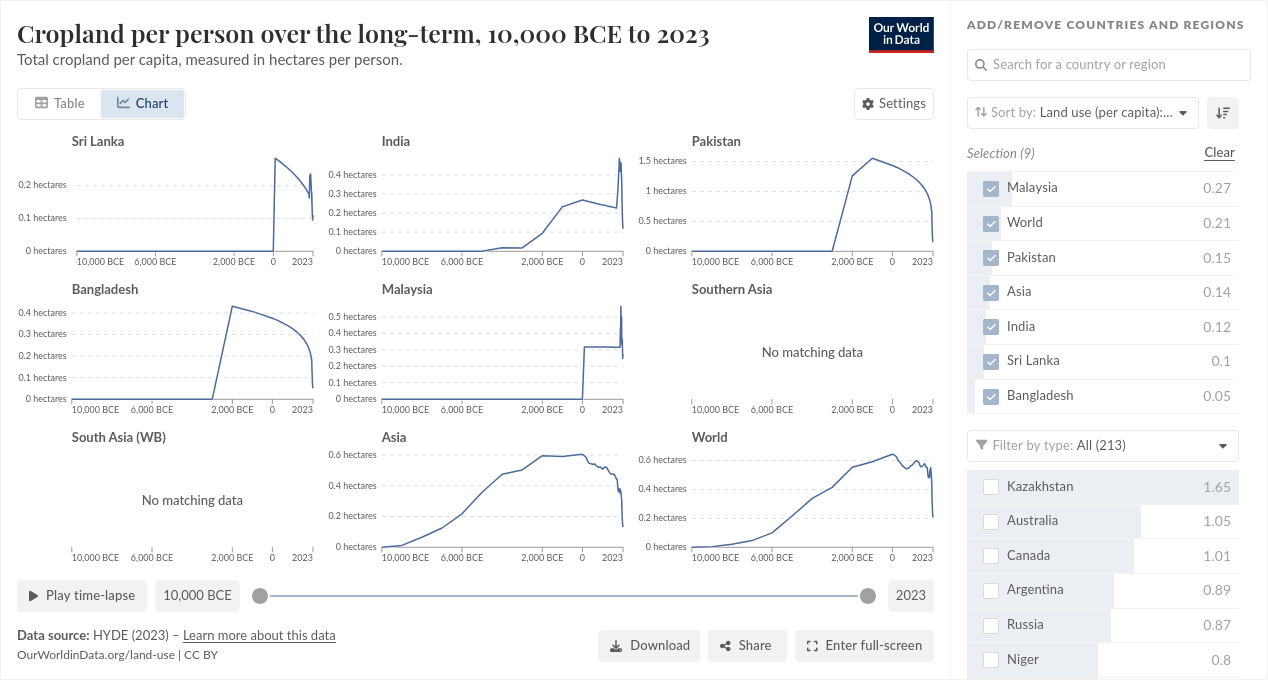 Cropland per person over the long-term, 10,000 BCE to 2023
Total cropland per capita, measured in hectares per person.
Our World
in Data
Table
Chart
Settings
Sri Lanka
0.2 hectares
0.1 hectares
0 hectares
10,000 BCE 6,000 BCE 2,000 BCE 0 2023
India
0.4 hectares
0.3 hectares
0.2 hectares
0.1 hectares
0 hectares
10,000 BCE 6,000 BCE 2,000 BCE 0 2023
Pakistan
1.5 hectares
1 hectares
0.5 hectares
0 hectares
10,000 BCE 6,000 BCE 2,000 BCE 0 2023
Bangladesh
0.4 hectares
0.3 hectares
0.2 hectares
0.1 hectares
0 hectares
10,000 BCE 6,000 BCE 2,000 BCE 0 2023
Malaysia
0.5 hectares
0.4 hectares
0.3 hectares
0.2 hectares
0.1 hectares
0 hectares
10,000 BCE 6,000 BCE 2,000 BCE 0 2023
Southern Asia
No matching data
10,000 BCE 6,000 BCE 2,000 BCE 0 2023
South Asia (WB)
No matching data
10,000 BCE 6,000 BCE 2,000 BCE 0 2023
Asia
0.6 hectares
0.4 hectares
0.2 hectares
0 hectares
10,000 BCE 6,000 BCE 2,000 BCE 0 2023
World
0.6 hectares
0.4 hectares
0.2 hectares
0 hectares
10,000 BCE 6,000 BCE 2,000 BCE 0 2023
Play time-lapse
10,000 BCE
2023
Data source: HYDE (2023) – Learn more about this data
OurWorldinData.org/land-use | CC BY
Download
Share
Enter full-screen
ADD/REMOVE COUNTRIES AND REGIONS
Search for a country or region
Sort by: Land use (per capita):...
Selection (9)
Clear
Malaysia 0.27
World 0.21
Pakistan 0.15
Asia 0.14
India 0.12
Sri Lanka 0.1
Bangladesh 0.05
Filter by type: All (213)
Kazakhstan 1.65
Australia 1.05
Canada 1.01
Argentina 0.89
Russia 0.87
Niger 0.8